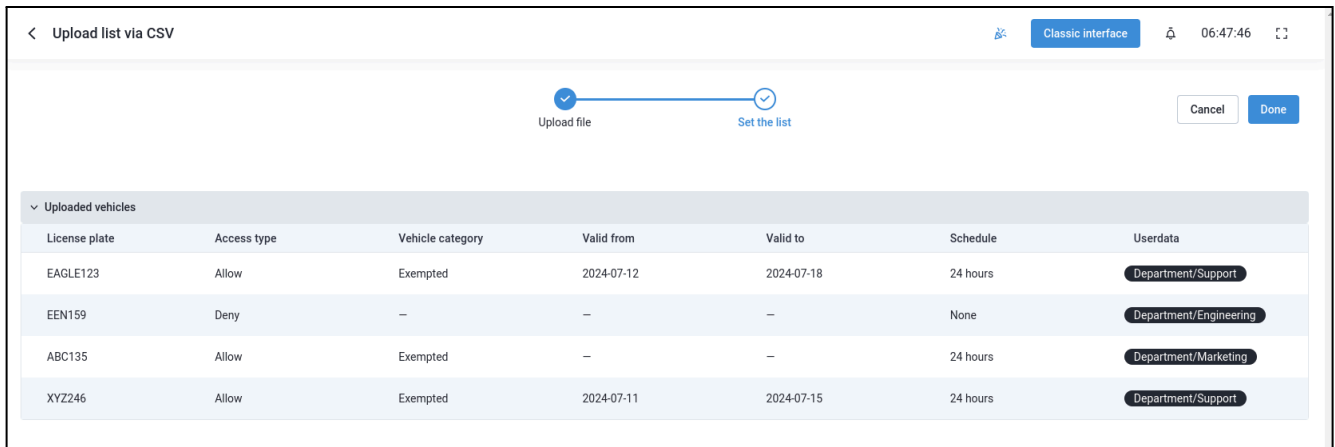 Upload list via CSV
Classic interface
06:47:46
Upload file
Set the list
Cancel
Done
Uploaded vehicles
License plate Access type Vehicle category Valid from Valid to Schedule Userdata
EAGLE123 Allow Exempted 2024-07-12 2024-07-18 24 hours Department/Support
EEN159 Deny – – – None Department/Engineering
ABC135 Allow Exempted – – 24 hours Department/Marketing
XYZ246 Allow Exempted 2024-07-11 2024-07-15 24 hours Department/Support